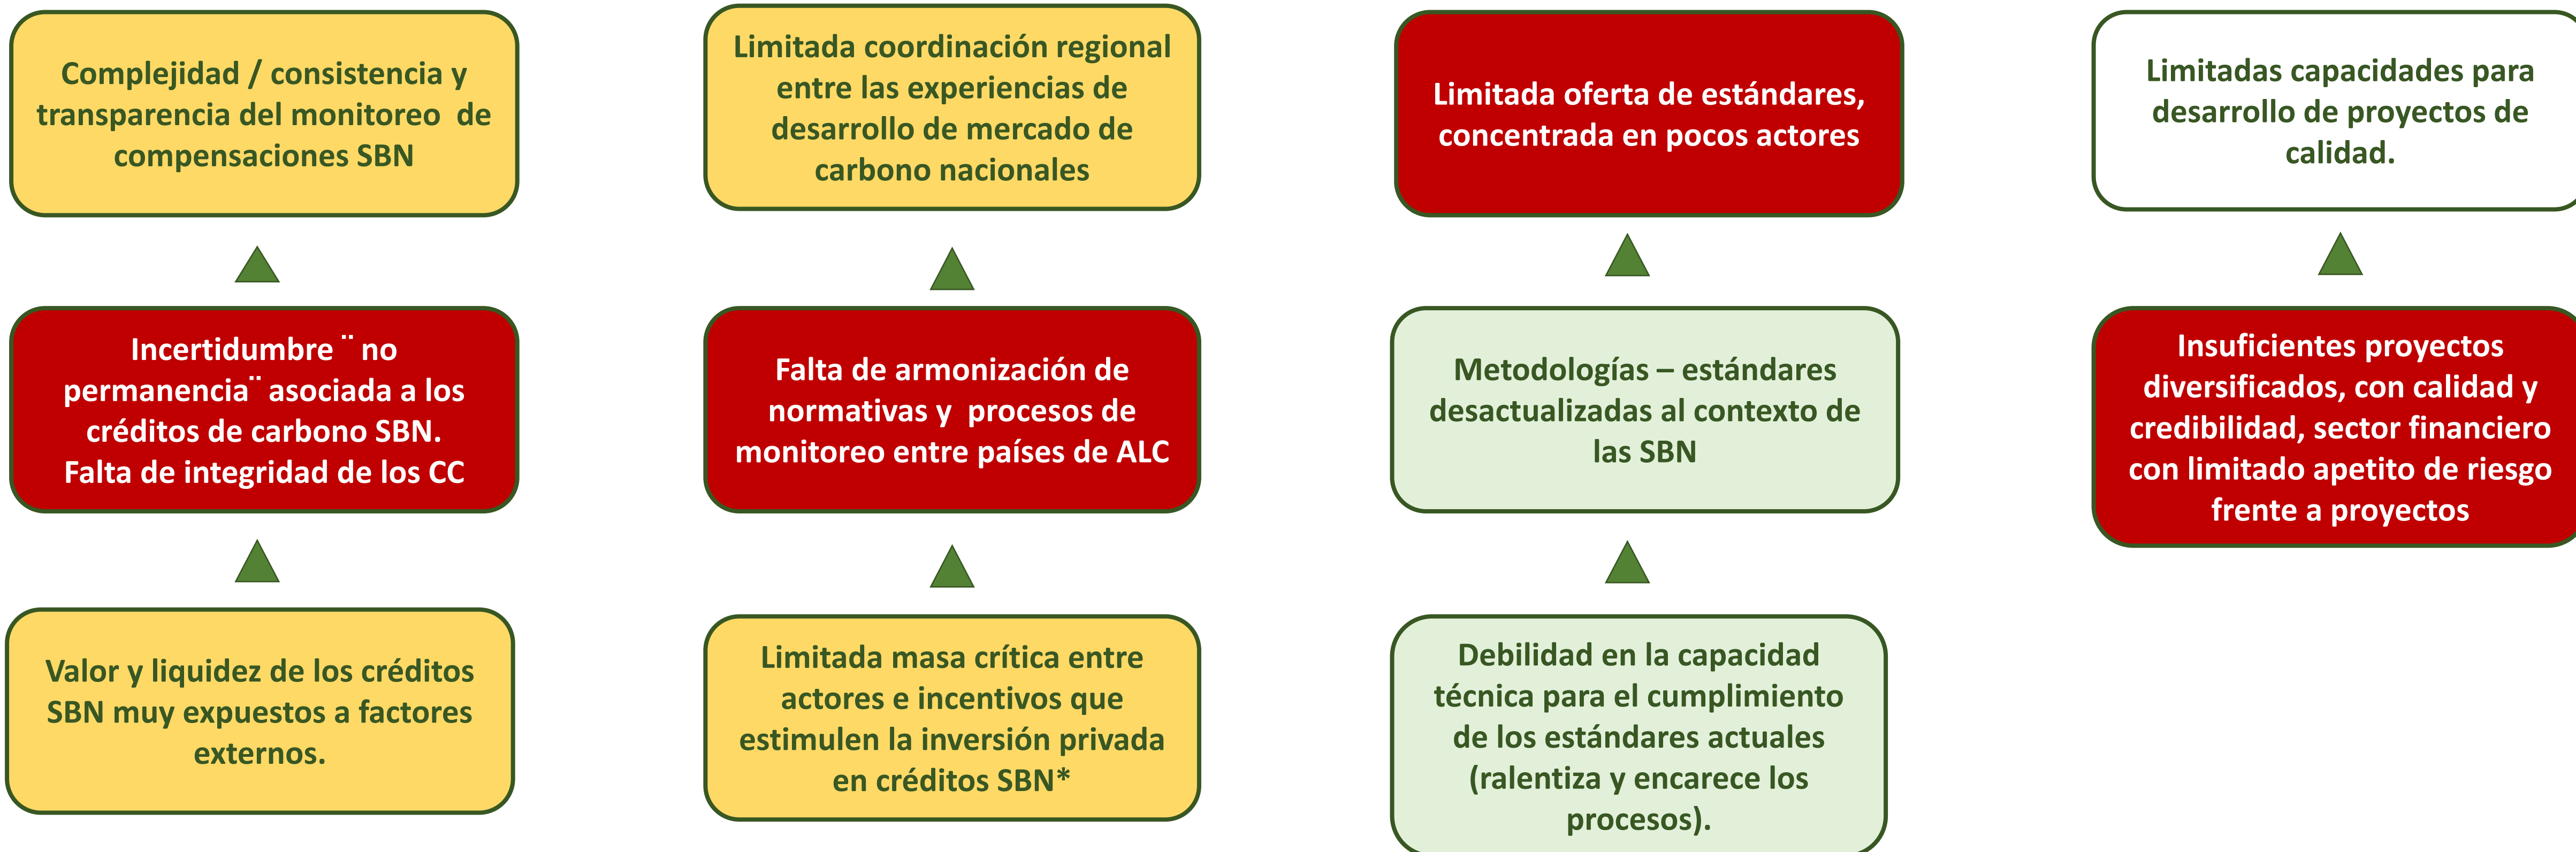 Complejidad / consistencia y
transparencia del monitoreo  de
compensaciones SBN
Limitada coordinación regional
entre las experiencias de
desarrollo de mercado de
carbono nacionales
Limitada oferta de estándares,
concentrada en pocos actores
Limitadas capacidades para
desarrollo de proyectos de
calidad.
Incertidumbre ¨ no
permanencia¨ asociada a los
créditos de carbono SBN.
Falta de integridad de los CC
Falta de armonización de
normativas y  procesos de
monitoreo entre países de ALC
Metodologías – estándares
desactualizadas al contexto de
las SBN
Insuficientes proyectos
diversificados, con calidad y
credibilidad, sector financiero
con limitado apetito de riesgo
frente a proyectos
Valor y liquidez de los créditos
SBN muy expuestos a factores
externos.
Limitada masa crítica entre
actores e incentivos que
estimulen la inversión privada
en créditos SBN*
Debilidad en la capacidad
técnica para el cumplimiento
de los estándares actuales
(ralentiza y encarece los
procesos).